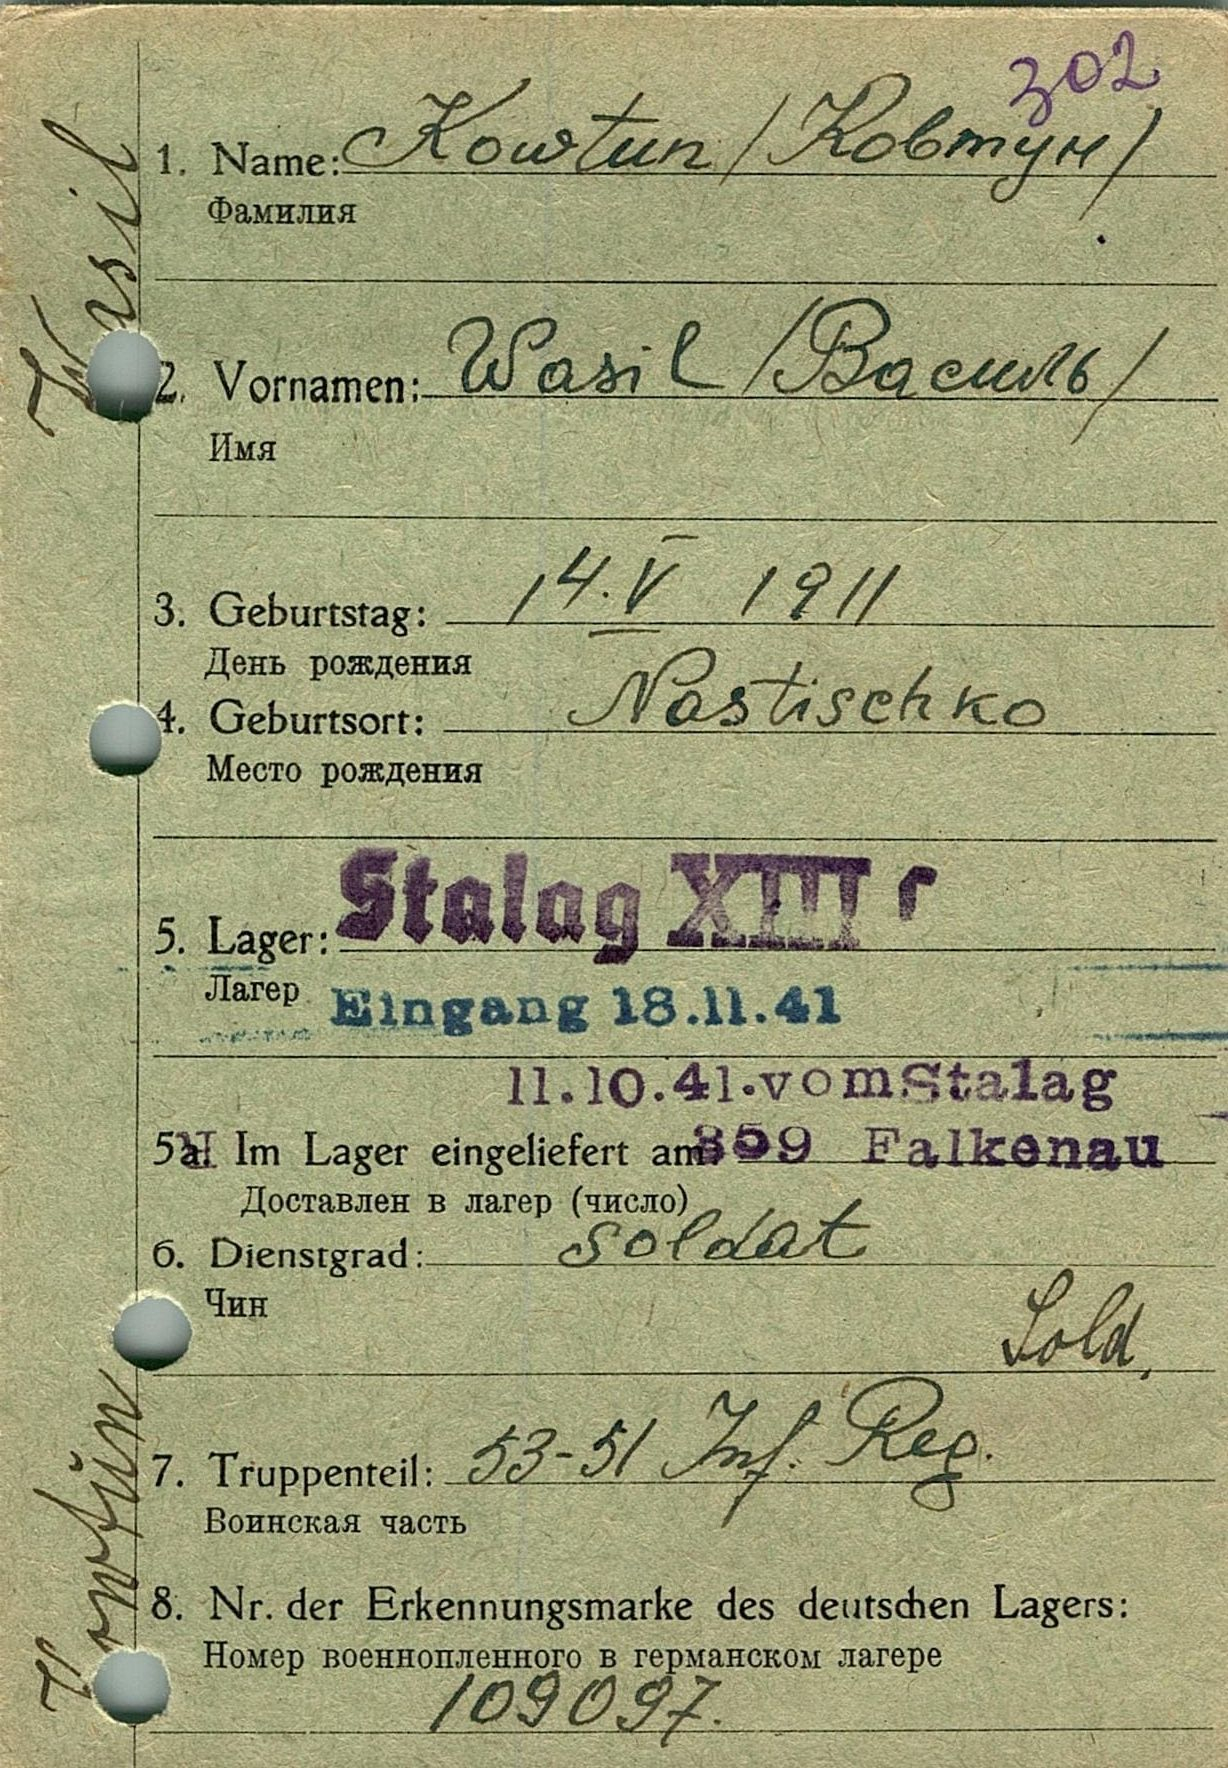 302
1. Name: Kowtun /Ковтун/
Фамилия
Wasil
2. Vornamen: Wasil /Василь/
Имя
3. Geburtstag: 14. V 1911
День рождения
4. Geburtsort: Nastischko
Место рождения
5. Lager: Stalag XIII
Лагер Eingang 18.11.41
11.10.41.vom Stalag
5a. Im Lager eingeliefert am: 359 Falkenau
Доставлен в лагер (число)
6. Dienstgrad: Soldat
Чин
Sold.
7. Truppenteil: 53-51 Inf. Reg.
Воинская часть
Kowtun
8. Nr. der Erkennungsmarke des deutschen Lagers:
Номер военнопленного в германском лагере
109097.